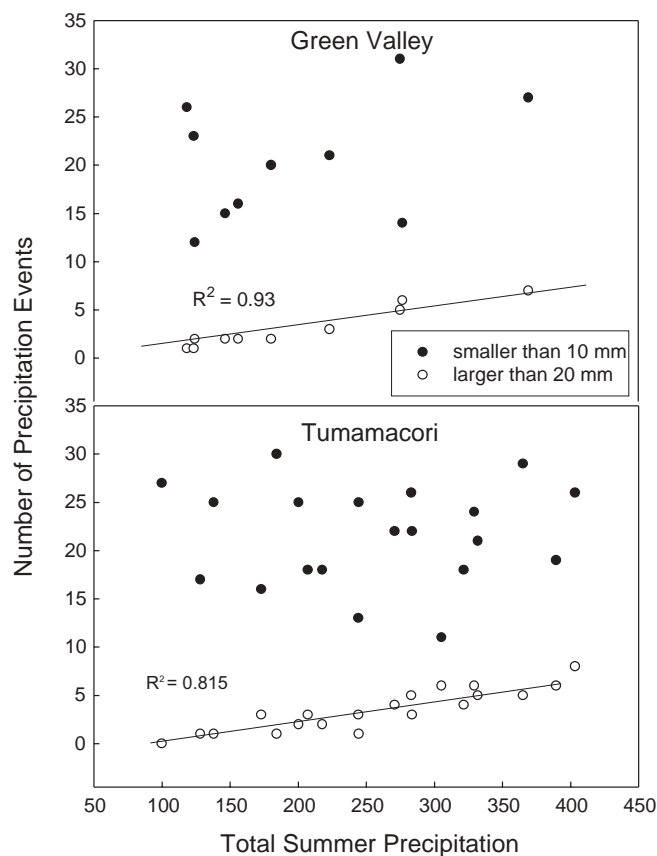 Green Valley
35
30
25
20
15
10
5
0
R² = 0.93
smaller than 10 mm
larger than 20 mm
Number of Precipitation Events
Tumamacori
35
30
25
20
15
10
5
0
R² = 0.815
50 100 150 200 250 300 350 400 450
Total Summer Precipitation